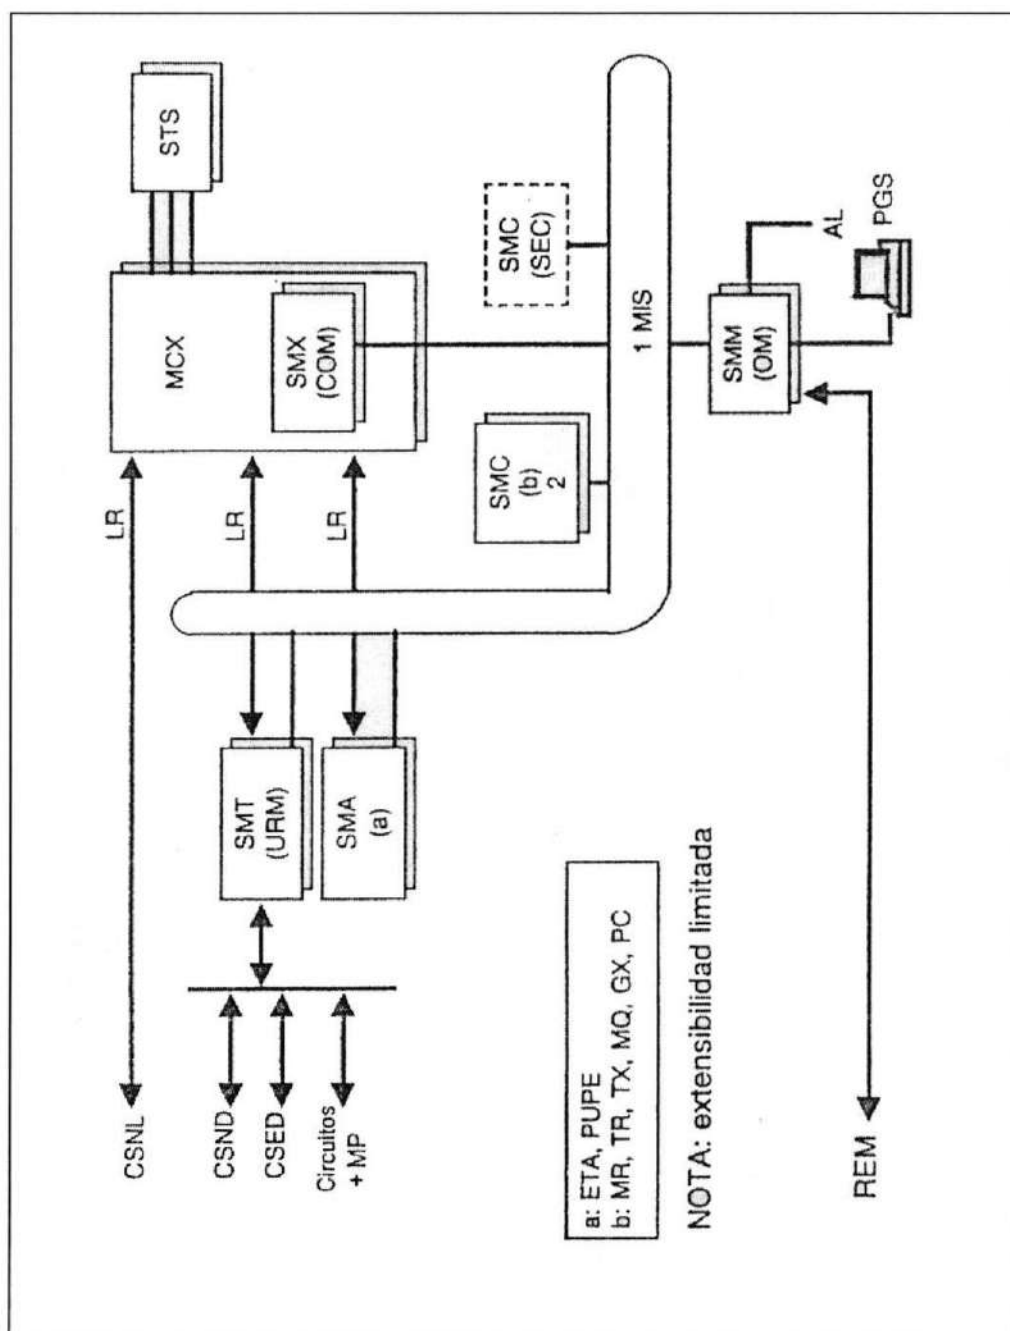 CSNL
LR
MCX
STS
CSND
CSED
Circuitos
+ MP
SMT
(URM)
LR
SMA
(a)
LR
SMX
(COM)
SMC
(b)
2
SMC
(SEC)
1 MIS
a: ETA, PUPE
b: MR, TR, TX, MQ, GX, PC
NOTA: extensibilidad limitada
SMM
(OM)
AL
PGS
REM